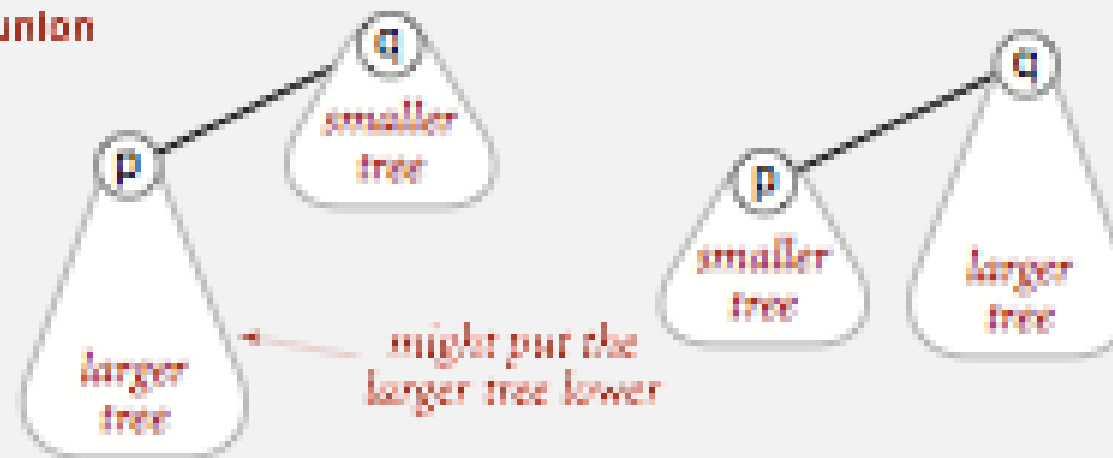 union
q
smaller
tree
p
larger
tree
might put the
larger tree lower
q
p
smaller
tree
larger
tree